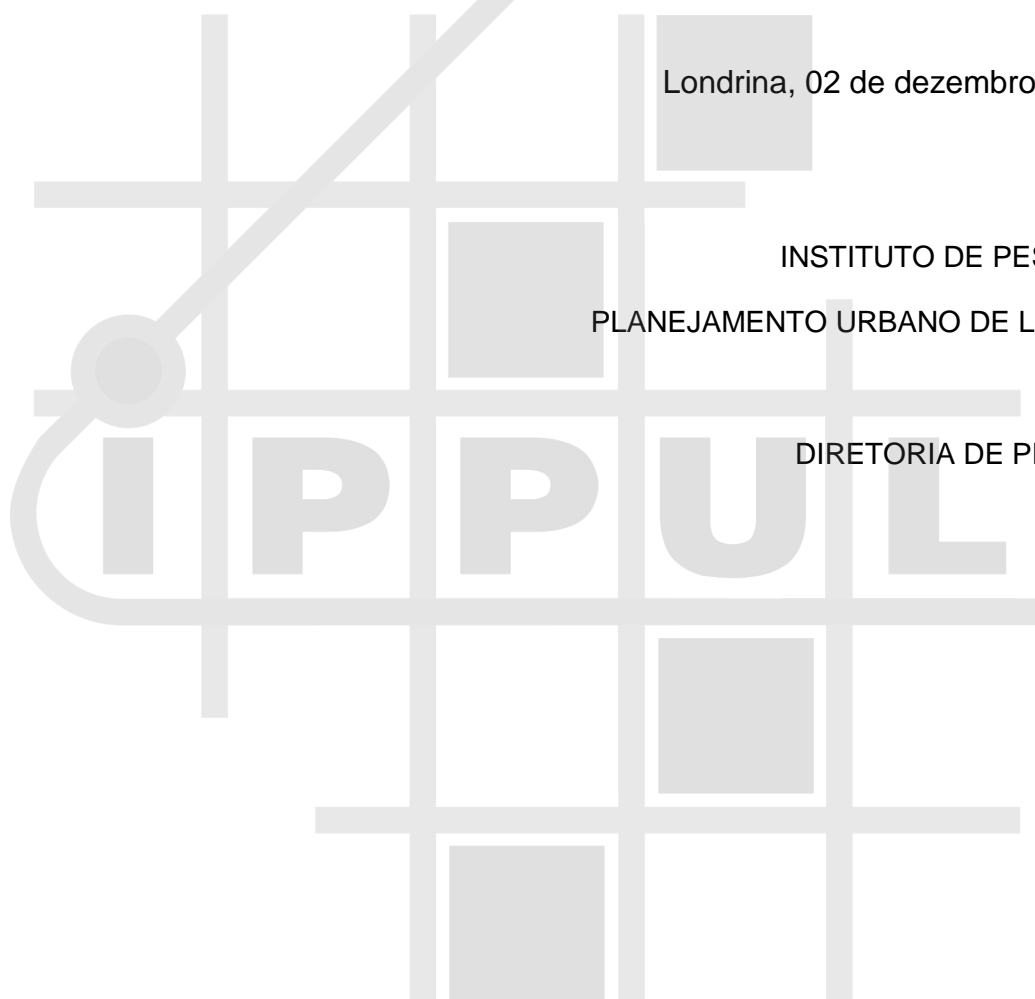 Londrina, 02 de dezembro
INSTITUTO DE PES
PLANEJAMENTO URBANO DE L
DIRETORIA DE P
IPPUL